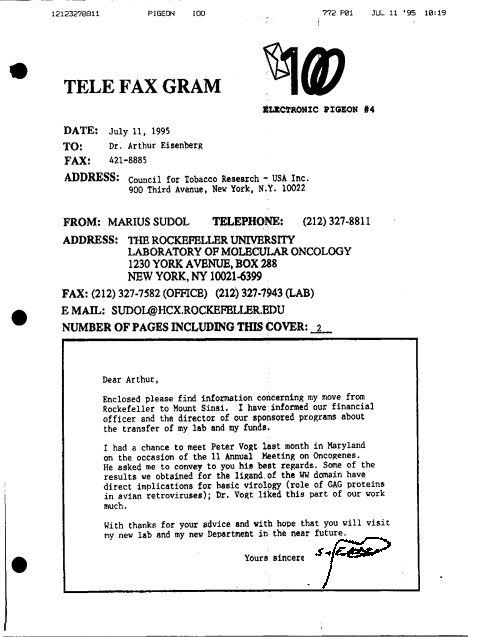 12123278811 PIGEON 100 772 P01 JUL 11 '95 10:19
100
TELE FAX GRAM
ELECTRONIC PIGEON #4
DATE: July 11, 1995
TO: Dr. Arthur Eisenberg
FAX: 421-8885
ADDRESS: Council for Tobacco Research - USA Inc.
900 Third Avenue, New York, N.Y. 10022
FROM: MARIUS SUDOL TELEPHONE: (212) 327-8811
ADDRESS: THE ROCKEFELLER UNIVERSITY
LABORATORY OF MOLECULAR ONCOLOGY
1230 YORK AVENUE, BOX 288
NEW YORK, NY 10021-6399
FAX: (212) 327-7582 (OFFICE) (212) 327-7943 (LAB)
E MAIL: SUDOL@HCX.ROCKEFELLER.EDU
NUMBER OF PAGES INCLUDING THIS COVER: 2
Dear Arthur,
Enclosed please find information concerning my move from
Rockefeller to Mount Sinai. I have informed our financial
officer and the director of our sponsored programs about
the transfer of my lab and my funds.
I had a chance to meet Peter Vogt last month in Maryland
on the occasion of the 11 Annual Meeting on Oncogenes.
He asked me to convey to you his best regards. Some of the
results we obtained for the ligand of the WW domain have
direct implications for basic virology (role of GAG proteins
in avian retroviruses); Dr. Vogt liked this part of our work
much.
With thanks for your advice and with hope that you will visit
my new lab and my new Department in the near future.
Yours sincere